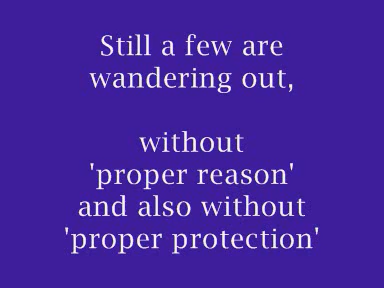 Still a few are
wandering out,
without
'proper reason'
and also without
'proper protection'